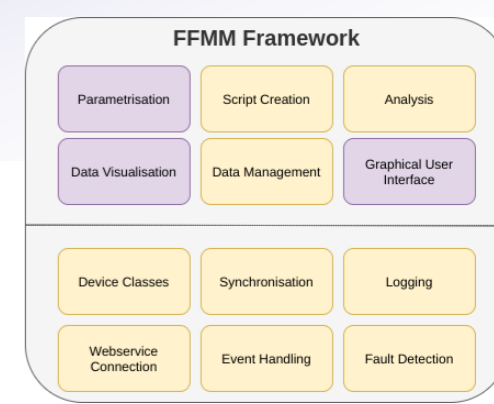 FFMM Framework
Parametrisation
Script Creation
Analysis
Data Visualisation
Data Management
Graphical User
Interface
Device Classes
Synchronisation
Logging
Webservice
Connection
Event Handling
Fault Detection